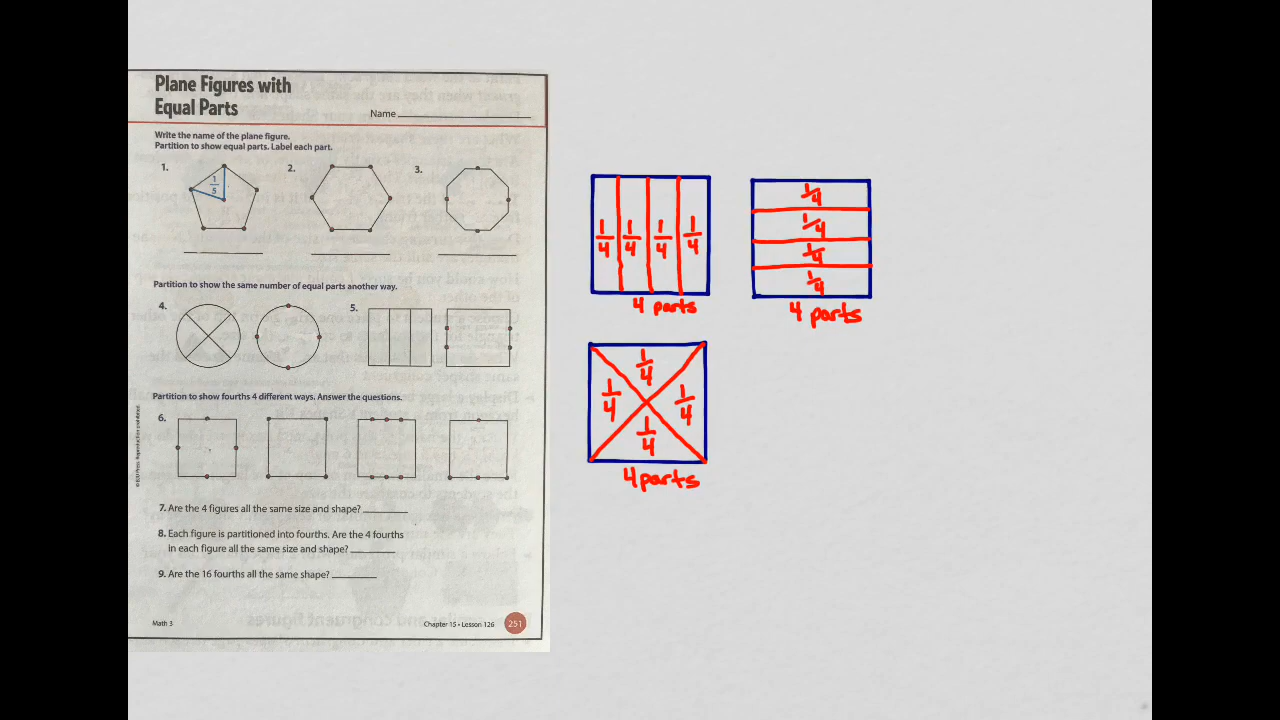 Plane Figures with
Equal Parts
Name
Write the name of the plane figure.
Partition to show equal parts. Label each part.
1.
1/5
2.
3.
Partition to show the same number of equal parts another way.
4.
5.
Partition to show fourths 4 different ways. Answer the questions.
6.
7. Are the 4 figures all the same size and shape?
8. Each figure is partitioned into fourths. Are the 4 fourths
in each figure all the same size and shape?
9. Are the 16 fourths all the same shape?
Math 3
Chapter 15 • Lesson 126
251
1/4 1/4 1/4 1/4
4 parts
1/4
1/4
1/4
1/4
4 parts
1/4
1/4 1/4
1/4
4 parts